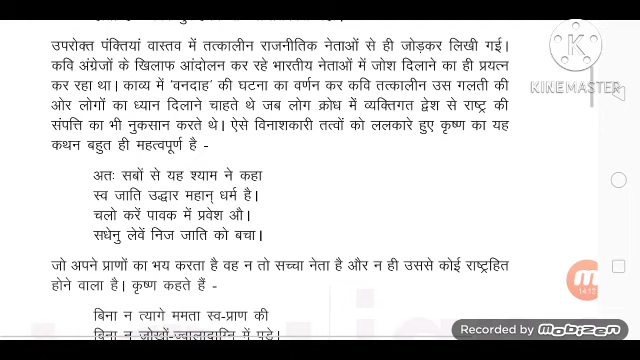 उपरोक्त पंक्तियां वास्तव में तत्कालीन राजनीतिक नेताओं से ही जोड़कर लिखी गई।
कवि अंग्रेजों के खिलाफ आंदोलन कर रहे भारतीय नेताओं में जोश दिलाने का ही प्रयत्न
कर रहा था। काव्य में 'वनदाह' की घटना का वर्णन कर कवि तत्कालीन उस गलती की
ओर लोगों का ध्यान दिलाने चाहते थे जब लोग क्रोध में व्यक्तिगत द्वेश से राष्ट्र की
संपत्ति का भी नुकसान करते थे। ऐसे विनाशकारी तत्वों को ललकारे हुए कृष्ण का यह
कथन बहुत ही महत्वपूर्ण है -
अतः सबों से यह श्याम ने कहा
स्व जाति उद्धार महान् धर्म है।
चलो करें पावक में प्रवेश औ।
सधेनु लेवें निज जाति को बचा।
जो अपने प्राणों का भय करता है वह न तो सच्चा नेता है और न ही उससे कोई राष्ट्रहित
होने वाला है। कृष्ण कहते हैं -
बिना न त्यागे ममता स्व-प्राण की
बिना न जोखों-ज्वालादाग्नि में पड़े।
KINEMASTER
14:12
Recorded by mobizen